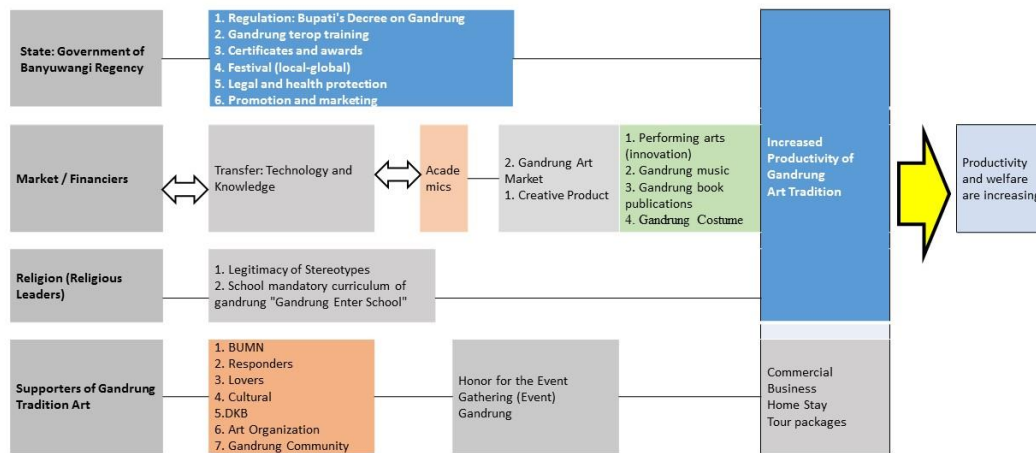 State: Government of
Banyuwangi Regency
1. Regulation: Bupati's Decree on Gandrung
2. Gandrung terop training
3. Certificates and awards
4. Festival (local-global)
5. Legal and health protection
6. Promotion and marketing
Market / Financiers
Transfer: Technology and
Knowledge
Acade
mics
2. Gandrung Art
Market
1. Creative Product
1. Performing arts
(innovation)
2. Gandrung music
3. Gandrung book
publications
4. Gandrung Costume
Increased
Productivity of
Gandrung
Art Tradition
Productivity
and welfare
are increasing
Religion (Religious
Leaders)
1. Legitimacy of Stereotypes
2. School mandatory curriculum of
gandrung "Gandrung Enter School"
Supporters of Gandrung
Tradition Art
1. BUMN
2. Responders
3. Lovers
4. Cultural
5.DKB
6. Art Organization
7. Gandrung Community
Honor for the Event
Gathering (Event)
Gandrung
Commercial
Business
Home Stay
Tour packages